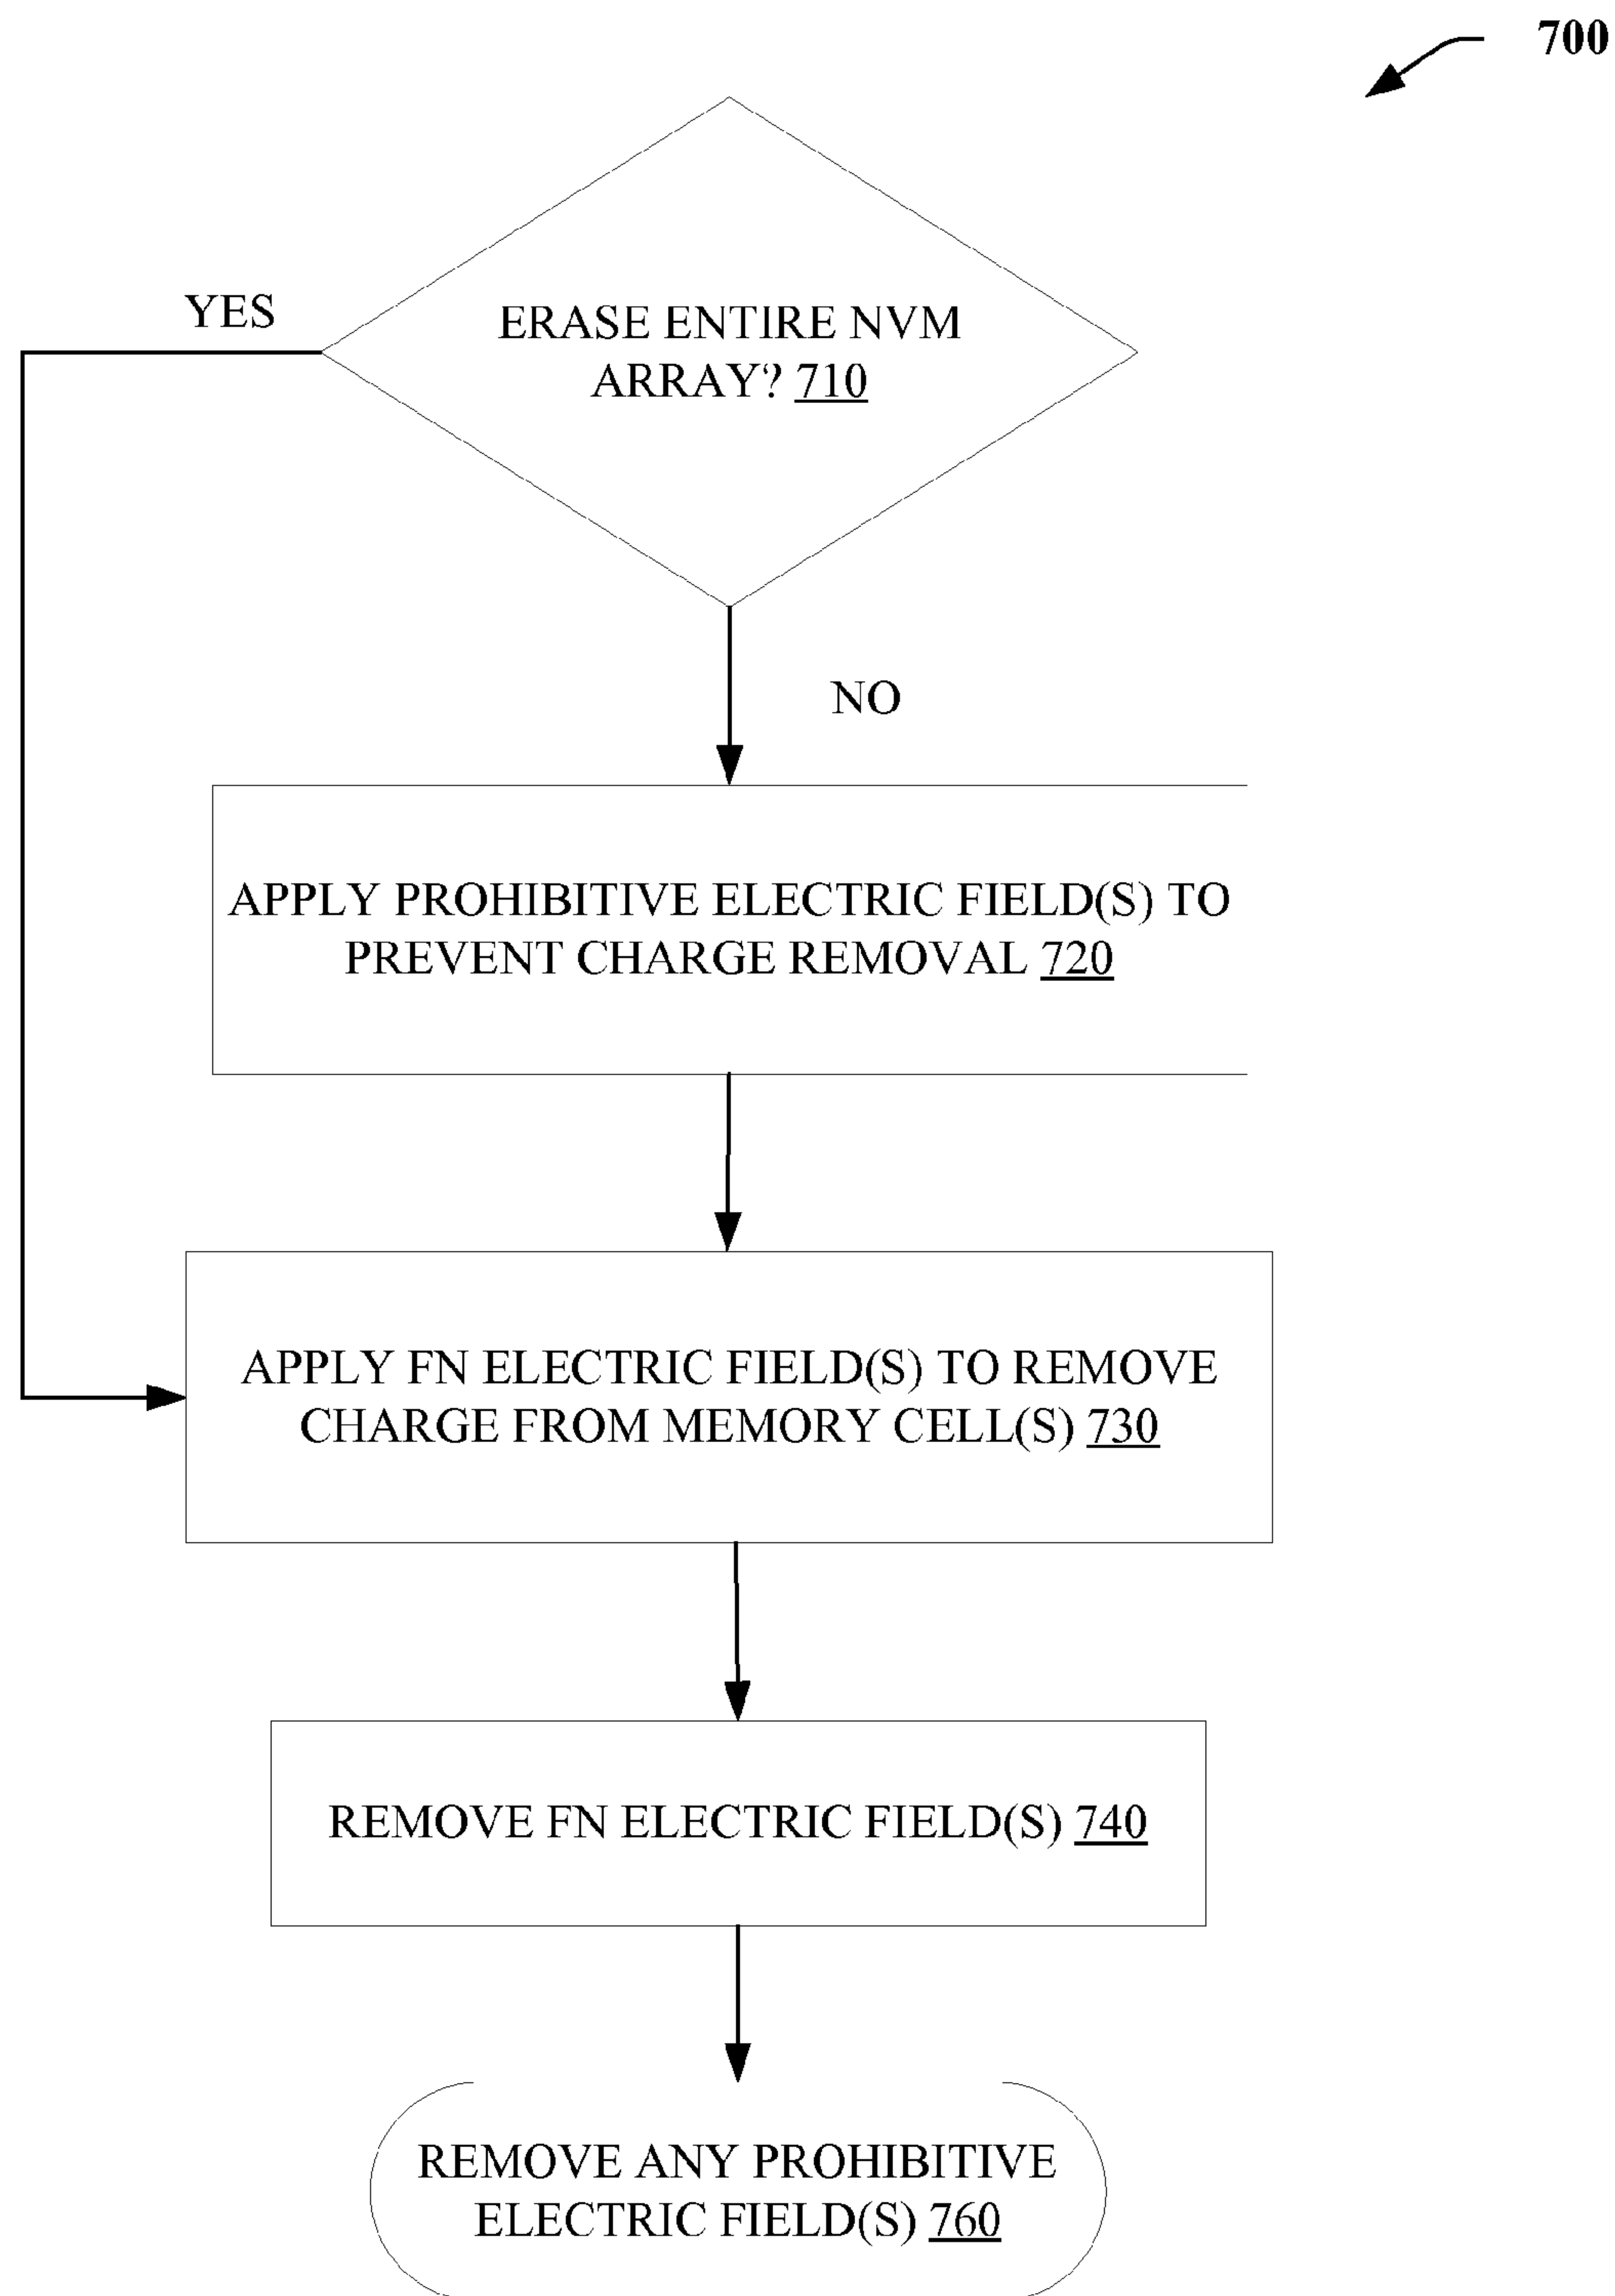 700
YES
ERASE ENTIRE NVM
ARRAY? 710
NO
APPLY PROHIBITIVE ELECTRIC FIELD(S) TO
PREVENT CHARGE REMOVAL 720
APPLY FN ELECTRIC FIELD(S) TO REMOVE
CHARGE FROM MEMORY CELL(S) 730
REMOVE FN ELECTRIC FIELD(S) 740
REMOVE ANY PROHIBITIVE
ELECTRIC FIELD(S) 760